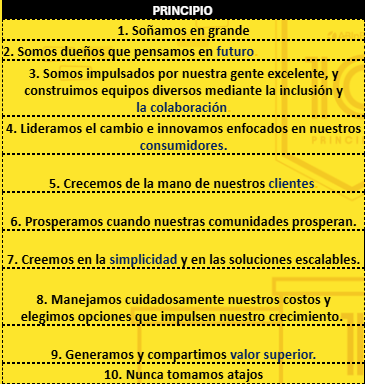 PRINCIPIO
1. Soñamos en grande
2. Somos dueños que pensamos en futuro
3. Somos impulsados por nuestra gente excelente, y
construimos equipos diversos mediante la inclusión y
la colaboración
4. Lideramos el cambio e innovamos enfocados en nuestros
consumidores.
5. Crecemos de la mano de nuestros clientes
6. Prosperamos cuando nuestras comunidades prosperan.
7. Creemos en la simplicidad y en las soluciones escalables.
8. Manejamos cuidadosamente nuestros costos y
elegimos opciones que impulsen nuestro crecimiento.
9. Generamos y compartimos valor superior.
10. Nunca tomamos atajos